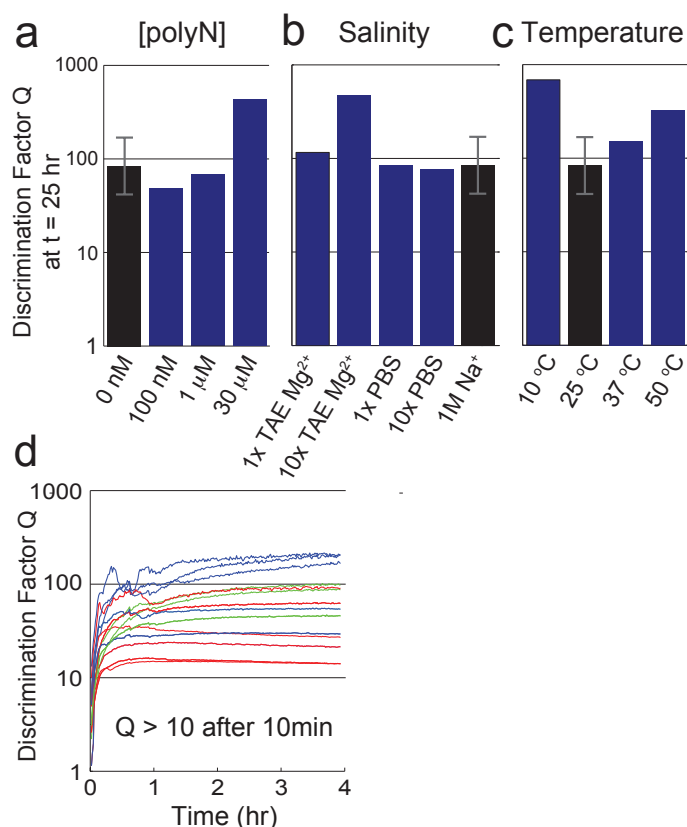 a [polyN] b Salinity c Temperature
Discrimination Factor Q
at t = 25 hr
1000
100
10
1
0 nM
100 nM
1 µM
30 µM
1x TAE Mg²⁺
10x TAE Mg²⁺
1x PBS
10x PBS
1M Na⁺
10 °C
25 °C
37 °C
50 °C
d
Discrimination Factor Q
1000
100
10
1
Q > 10 after 10min
0 1 2 3 4
Time (hr)